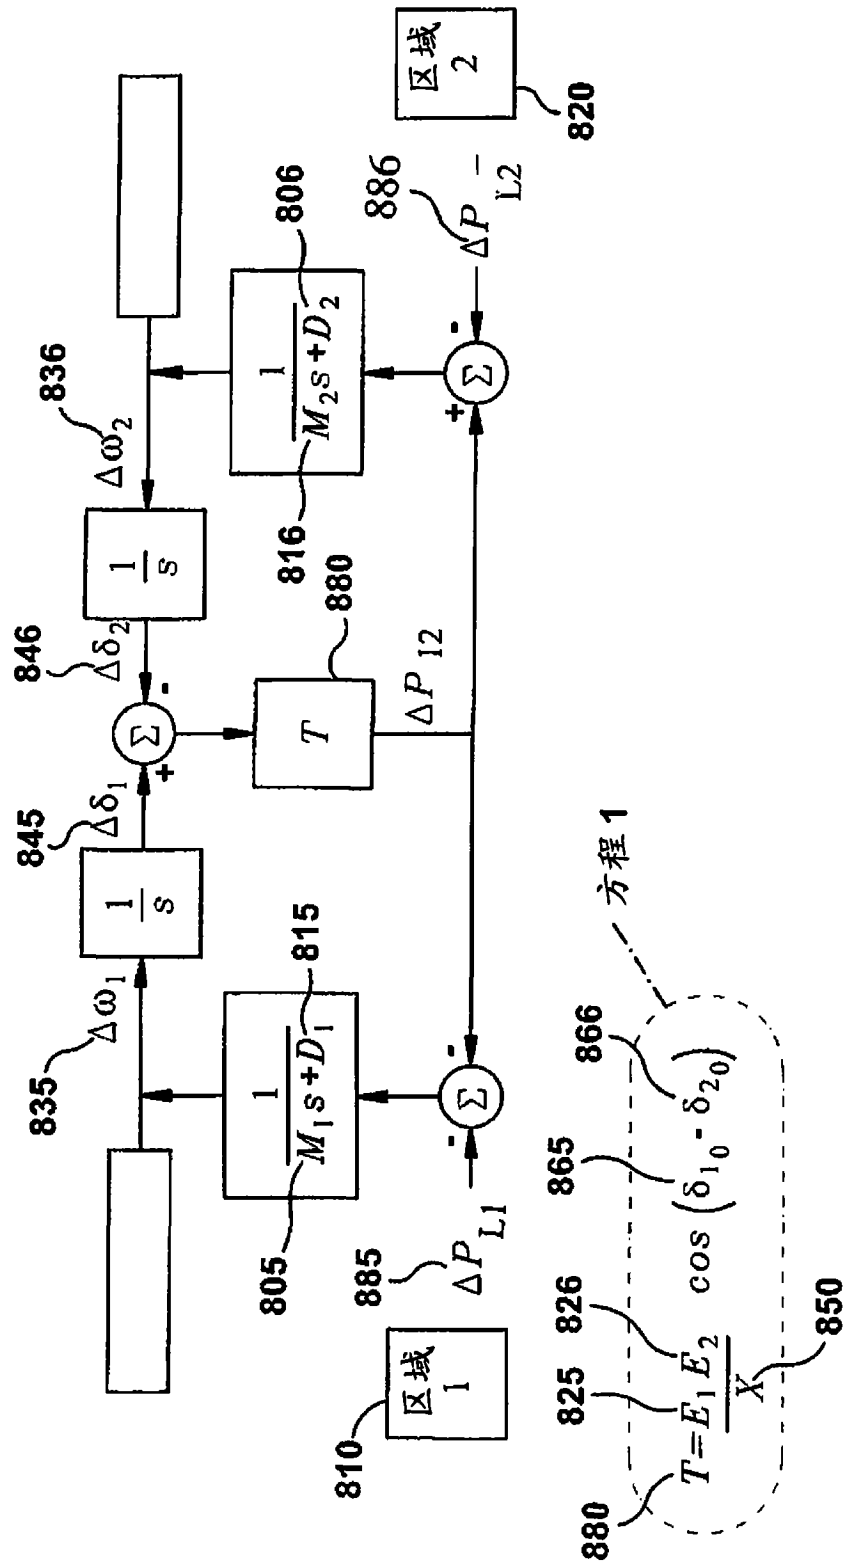 835
Δω₁
845
Δδ₁
846
Δδ₂
836
Δω₂
1
s
1
s
+
Σ
-
1
M₁s+D₁
805
815
T
880
1
M₂s+D₂
816
806
885
ΔP_L1
-
Σ
-
ΔP₁₂
+
Σ
-
886
ΔP_L2
810
区域
1
区域
2
820
方程1
880
825
826
865
866
T=E₁E₂ cos(δ₁₀-δ₂₀)
X
850